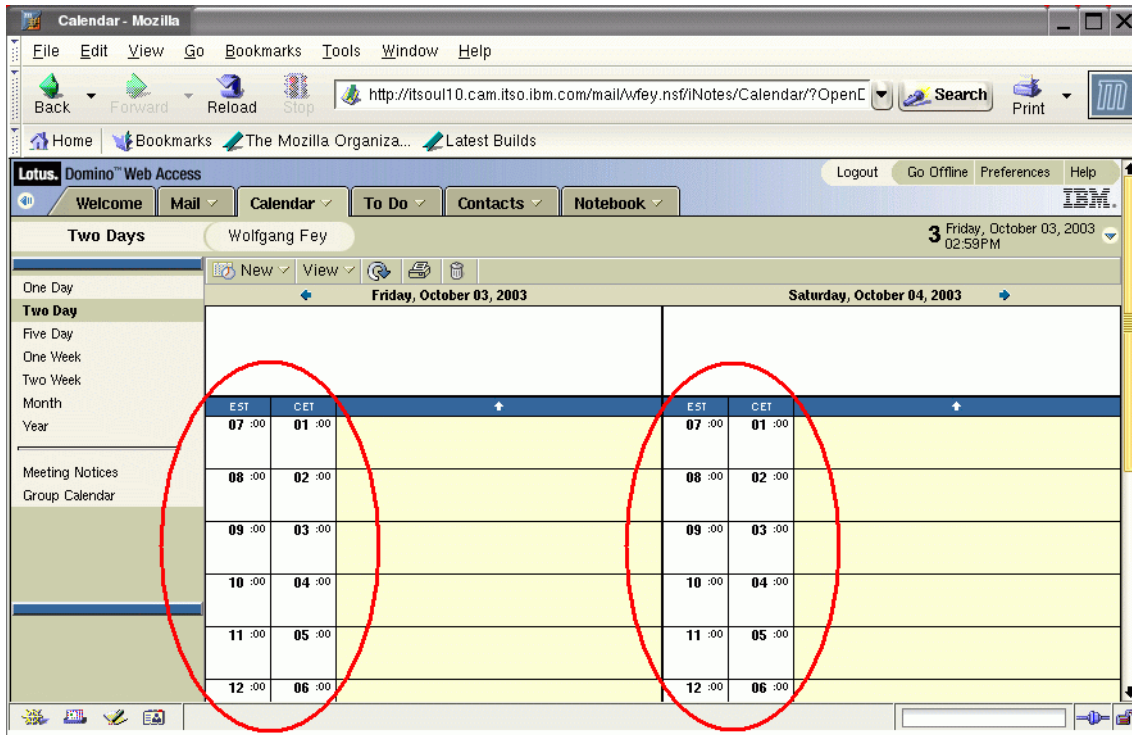 Calendar - Mozilla
File Edit View Go Bookmarks Tools Window Help
Back Forward Reload Stop http://itsoul10.cam.itso.ibm.com/mail/wfey.nsf/iNotes/Calendar/?OpenD Search Print
Home Bookmarks The Mozilla Organiza... Latest Builds
Lotus. Domino™ Web Access Logout Go Offline Preferences Help
Welcome Mail Calendar To Do Contacts Notebook IBM.
Two Days Wolfgang Fey 3 Friday, October 03, 2003
02:59PM
New View
One Day
Two Day
Five Day
One Week
Two Week
Month
Year
Meeting Notices
Group Calendar
Friday, October 03, 2003 Saturday, October 04, 2003
EST CET EST CET
07 :00 01 :00 07 :00 01 :00
08 :00 02 :00 08 :00 02 :00
09 :00 03 :00 09 :00 03 :00
10 :00 04 :00 10 :00 04 :00
11 :00 05 :00 11 :00 05 :00
12 :00 06 :00 12 :00 06 :00